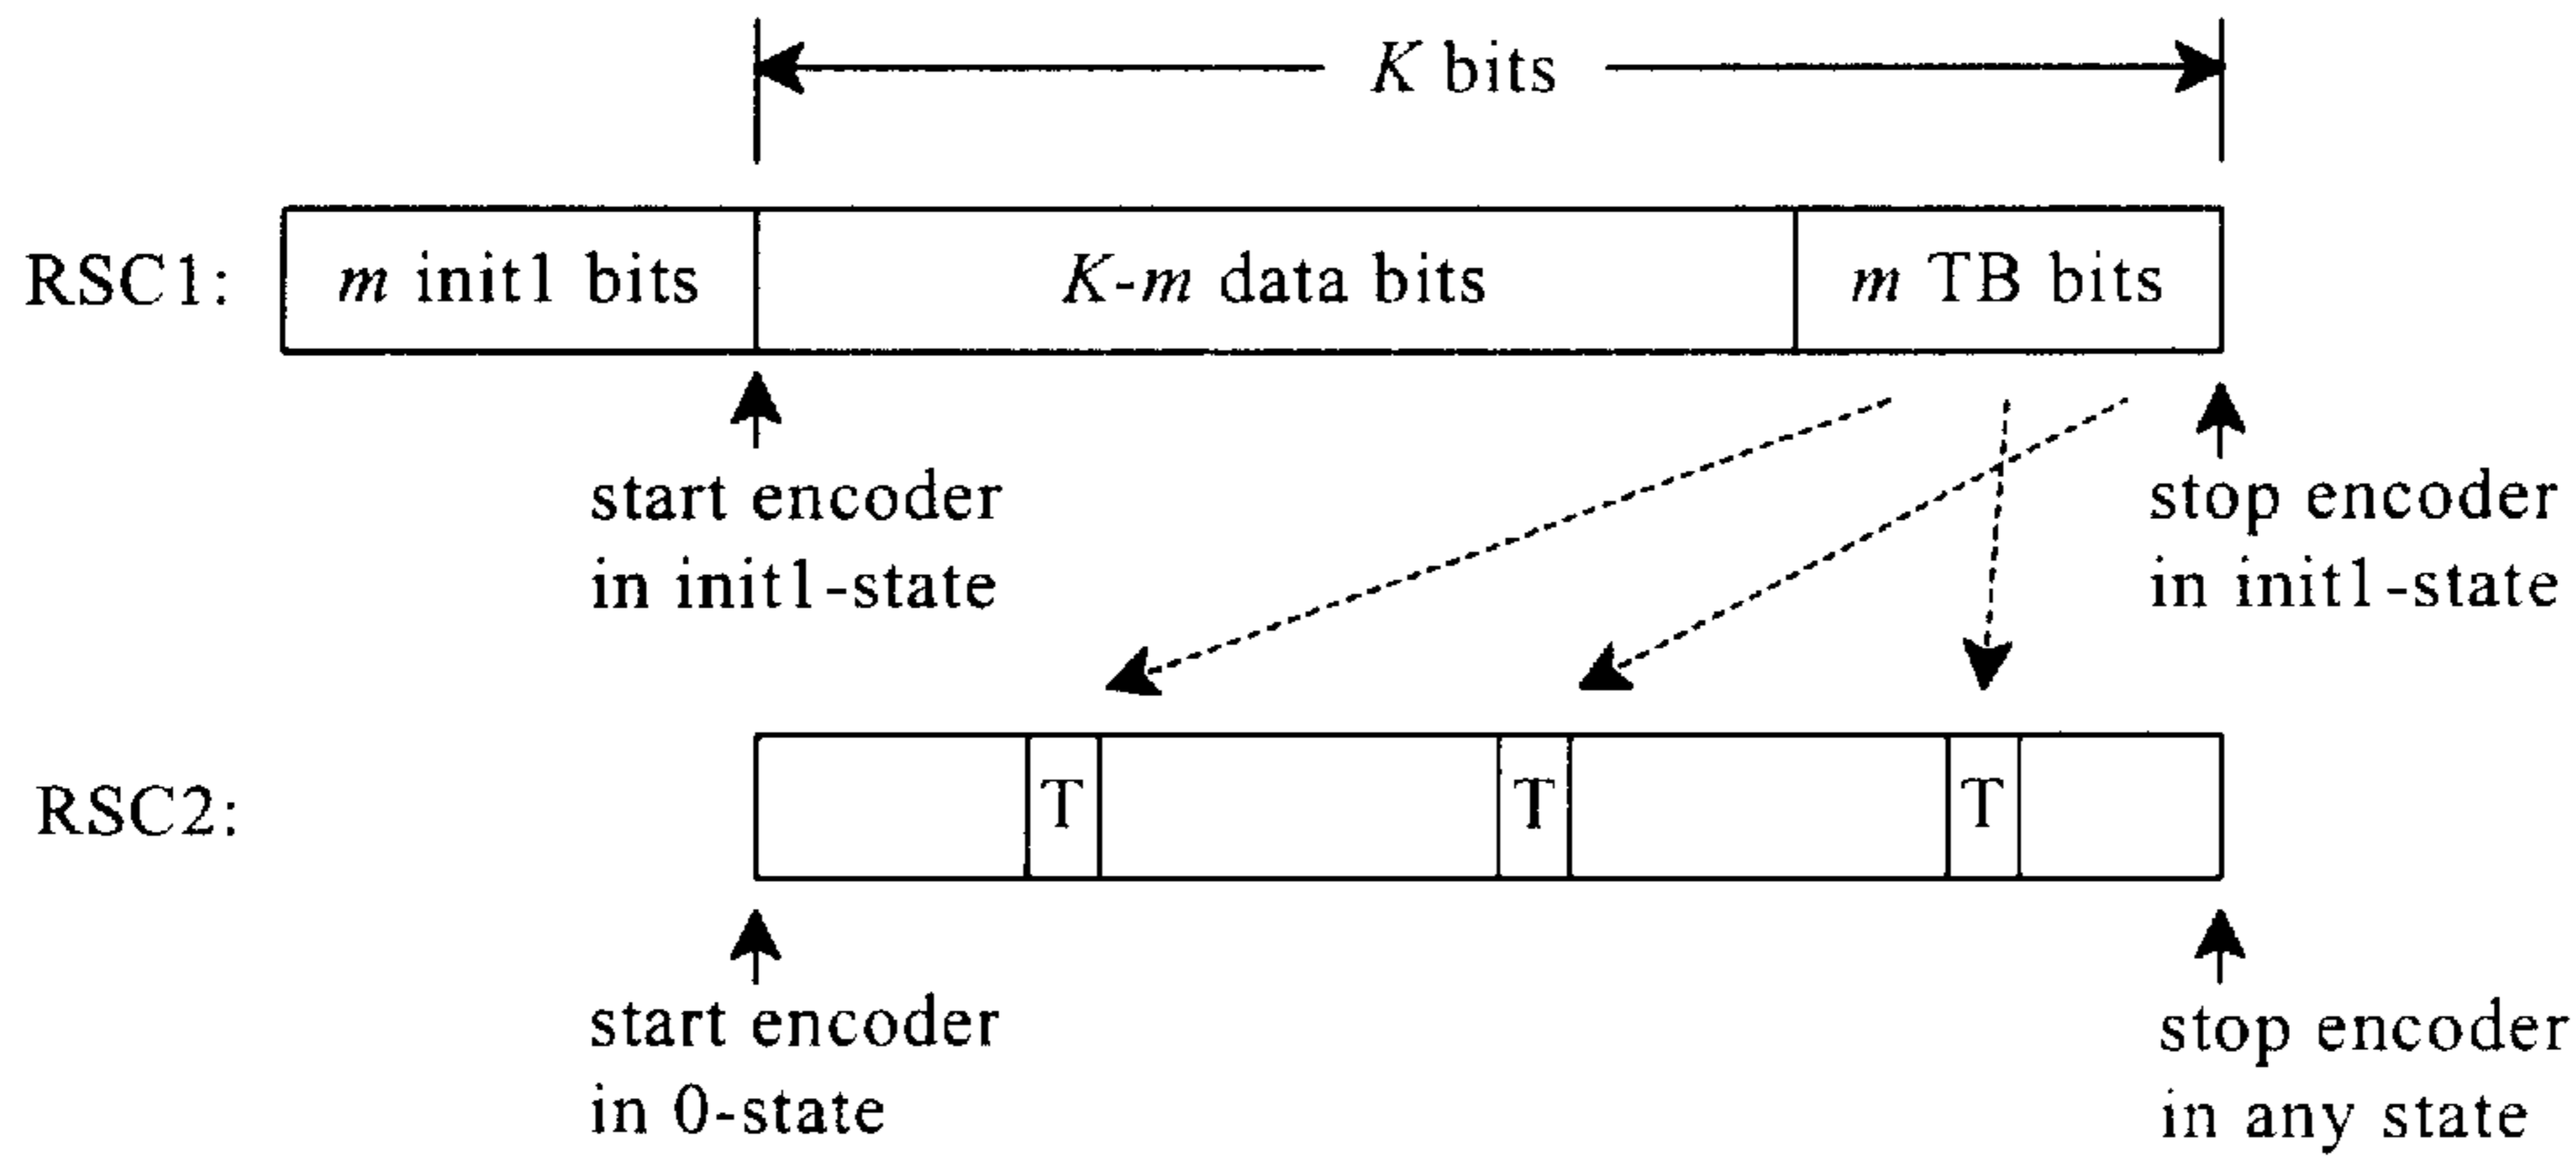 K bits
RSC1:
m init1 bits
K-m data bits
m TB bits
start encoder
in init1-state
stop encoder
in init1-state
RSC2:
T
T
T
start encoder
in 0-state
stop encoder
in any state